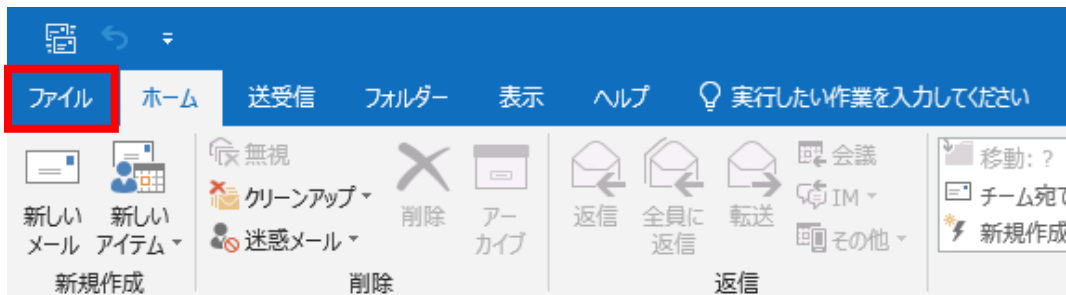 ファイル ホーム 送受信 フォルダー 表示 ヘルプ 実行したい作業を入力してください
新しい
メール
新しい
アイテム
新規作成
無視
クリーンアップ
迷惑メール
削除
アー
カイブ
削除
返信
全員に
返信
転送
会議
IM
その他
返信
移動: ?
チーム宛て
新規作成